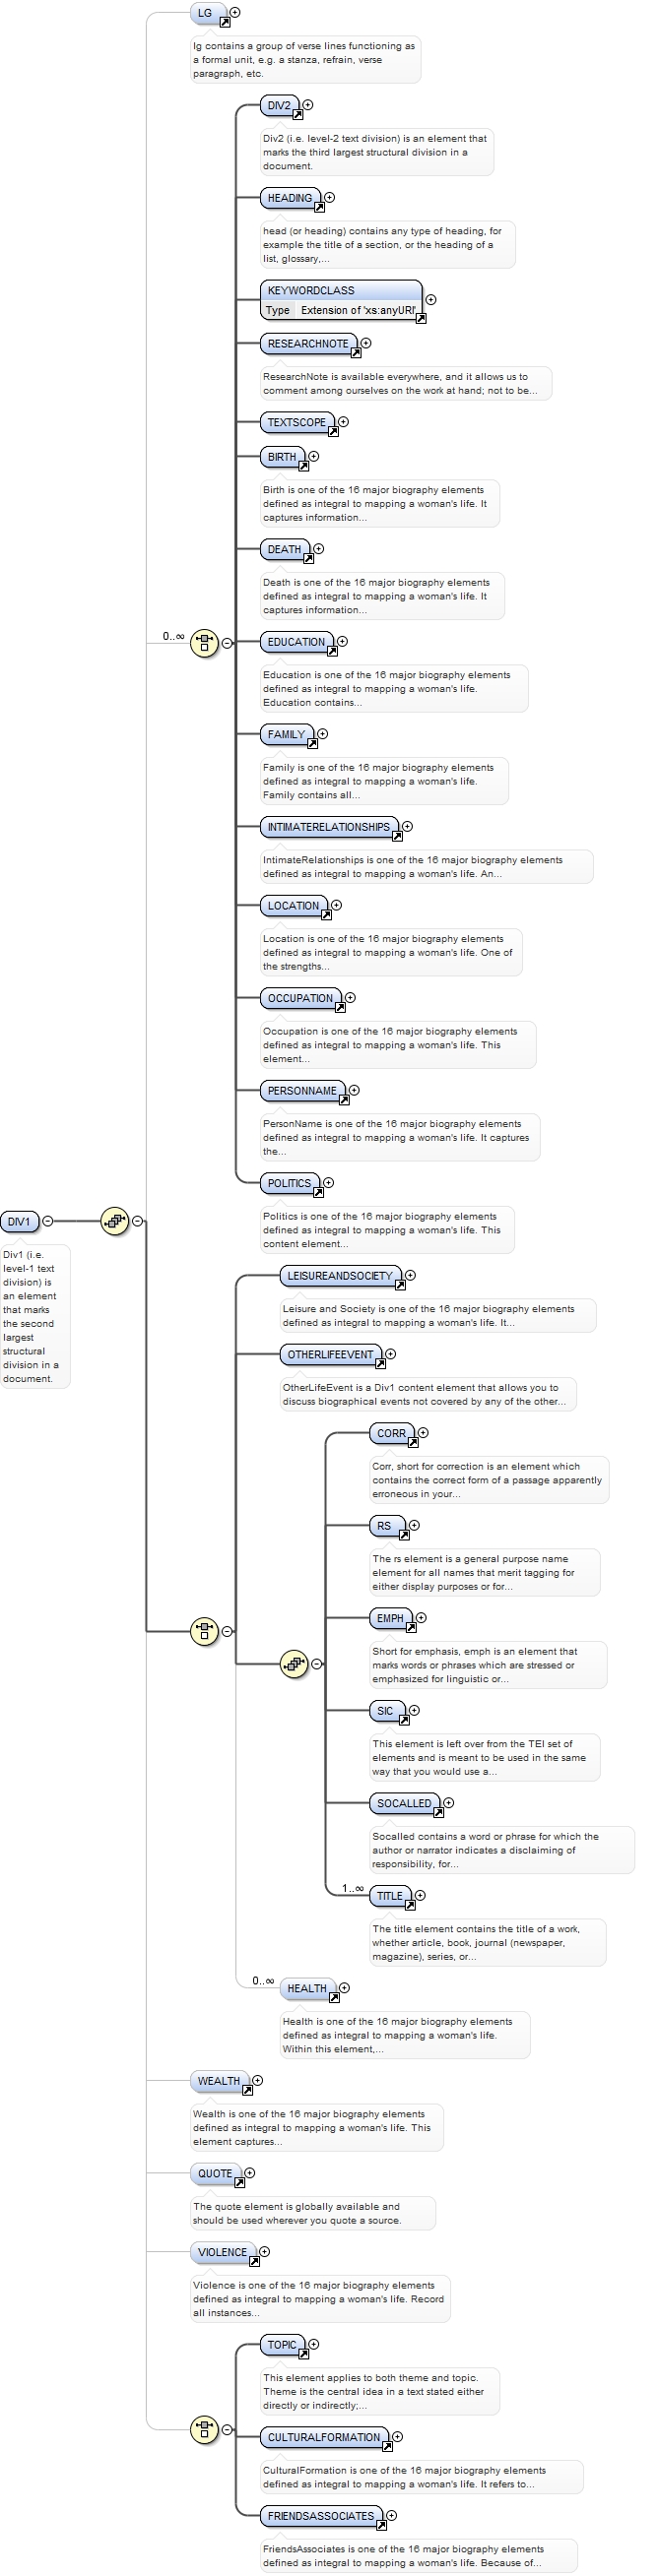 LG
lg contains a group of verse lines functioning as
a formal unit, e.g. a stanza, refrain, verse
paragraph, etc.
DIV2
Div2 (i.e. level-2 text division) is an element that
marks the third largest structural division in a
document.
HEADING
head (or heading) contains any type of heading, for
example the title of a section, or the heading of a
list, glossary,...
KEYWORDCLASS
Type Extension of 'xs:anyURI'
RESEARCHNOTE
ResearchNote is available everywhere, and it allows us to
comment among ourselves on the work at hand; not to be...
TEXTSCOPE
BIRTH
Birth is one of the 16 major biography elements
defined as integral to mapping a woman's life. It
captures information...
DEATH
Death is one of the 16 major biography elements
defined as integral to mapping a woman's life. It
captures information...
0..∞
EDUCATION
Education is one of the 16 major biography elements
defined as integral to mapping a woman's life.
Education contains...
FAMILY
Family is one of the 16 major biography elements
defined as integral to mapping a woman's life.
Family contains all...
INTIMATERELATIONSHIPS
IntimateRelationships is one of the 16 major biography elements
defined as integral to mapping a woman's life. An...
LOCATION
Location is one of the 16 major biography elements
defined as integral to mapping a woman's life. One of
the strengths...
OCCUPATION
Occupation is one of the 16 major biography elements
defined as integral to mapping a woman's life. This
element...
PERSONNAME
PersonName is one of the 16 major biography elements
defined as integral to mapping a woman's life. It captures
the...
POLITICS
Politics is one of the 16 major biography elements
defined as integral to mapping a woman's life. This
content element...
DIV1
Div1 (i.e.
level-1 text
division) is
an element
that marks
the second
largest
structural
division in a
document.
LEISUREANDSOCIETY
Leisure and Society is one of the 16 major biography elements
defined as integral to mapping a woman's life. It...
OTHERLIFEEVENT
OtherLifeEvent is a Div1 content element that allows you to
discuss biographical events not covered by any of the other...
CORR
Corr, short for correction is an element which
contains the correct form of a passage apparently
erroneous in your...
RS
The rs element is a general purpose name
element for all names that merit tagging for
either display purposes or for...
EMPH
Short for emphasis, emph is an element that
marks words or phrases which are stressed or
emphasized for linguistic or...
SIC
This element is left over from the TEI set of
elements and is meant to be used in the same
way that you would use a...
SOCALLED
Socalled contains a word or phrase for which the
author or narrator indicates a disclaiming of
responsibility, for...
1..∞
TITLE
The title element contains the title of a work,
whether article, book, journal (newspaper,
magazine), series, or...
0..∞
HEALTH
Health is one of the 16 major biography elements
defined as integral to mapping a woman's life.
Within this element,...
WEALTH
Wealth is one of the 16 major biography elements
defined as integral to mapping a woman's life. This
element captures...
QUOTE
The quote element is globally available and
should be used wherever you quote a source.
VIOLENCE
Violence is one of the 16 major biography elements
defined as integral to mapping a woman's life. Record
all instances...
TOPIC
This element applies to both theme and topic.
Theme is the central idea in a text stated either
directly or indirectly;...
CULTURALFORMATION
CulturalFormation is one of the 16 major biography elements
defined as integral to mapping a woman's life. It refers to...
FRIENDSASSOCIATES
FriendsAssociates is one of the 16 major biography elements
defined as integral to mapping a woman's life. Because of...